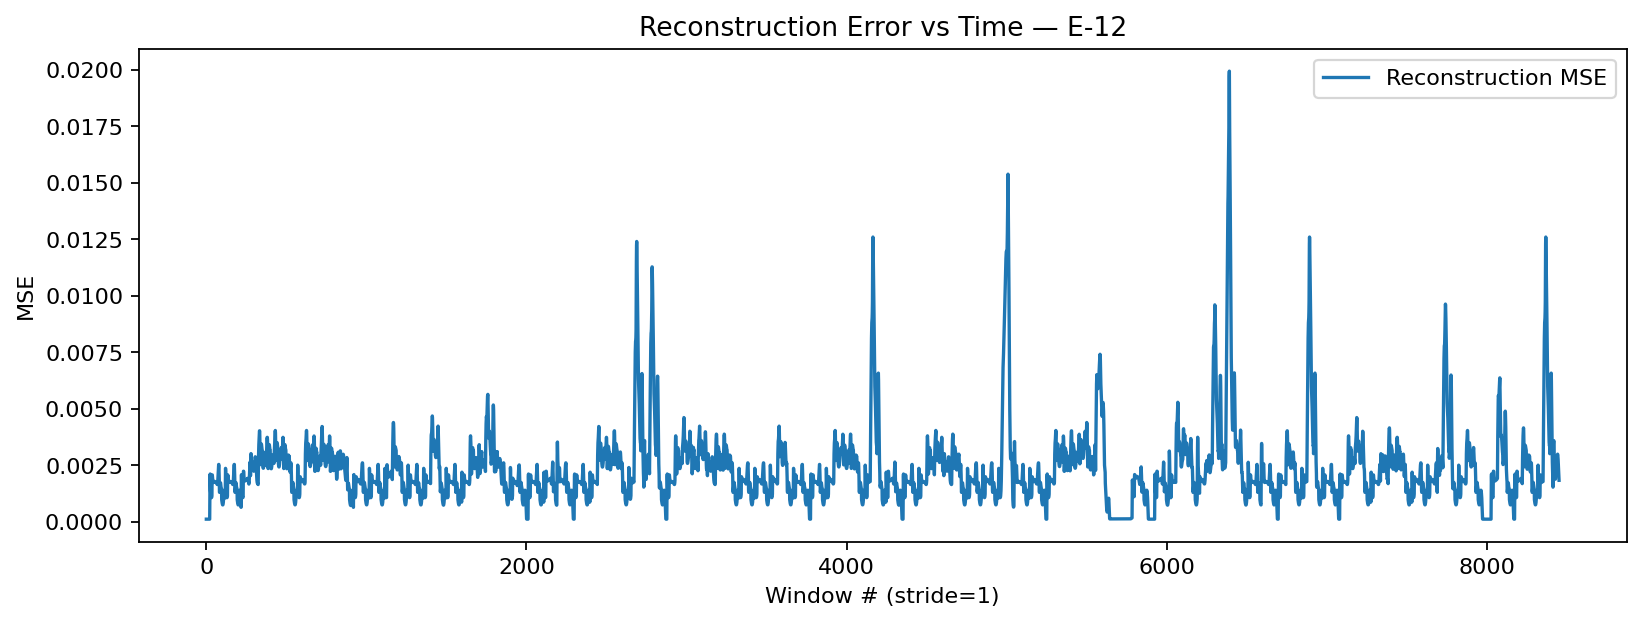 Reconstruction Error vs Time — E-12
Reconstruction MSE
MSE
0.0200
0.0175
0.0150
0.0125
0.0100
0.0075
0.0050
0.0025
0.0000
0 2000 4000 6000 8000
Window # (stride=1)